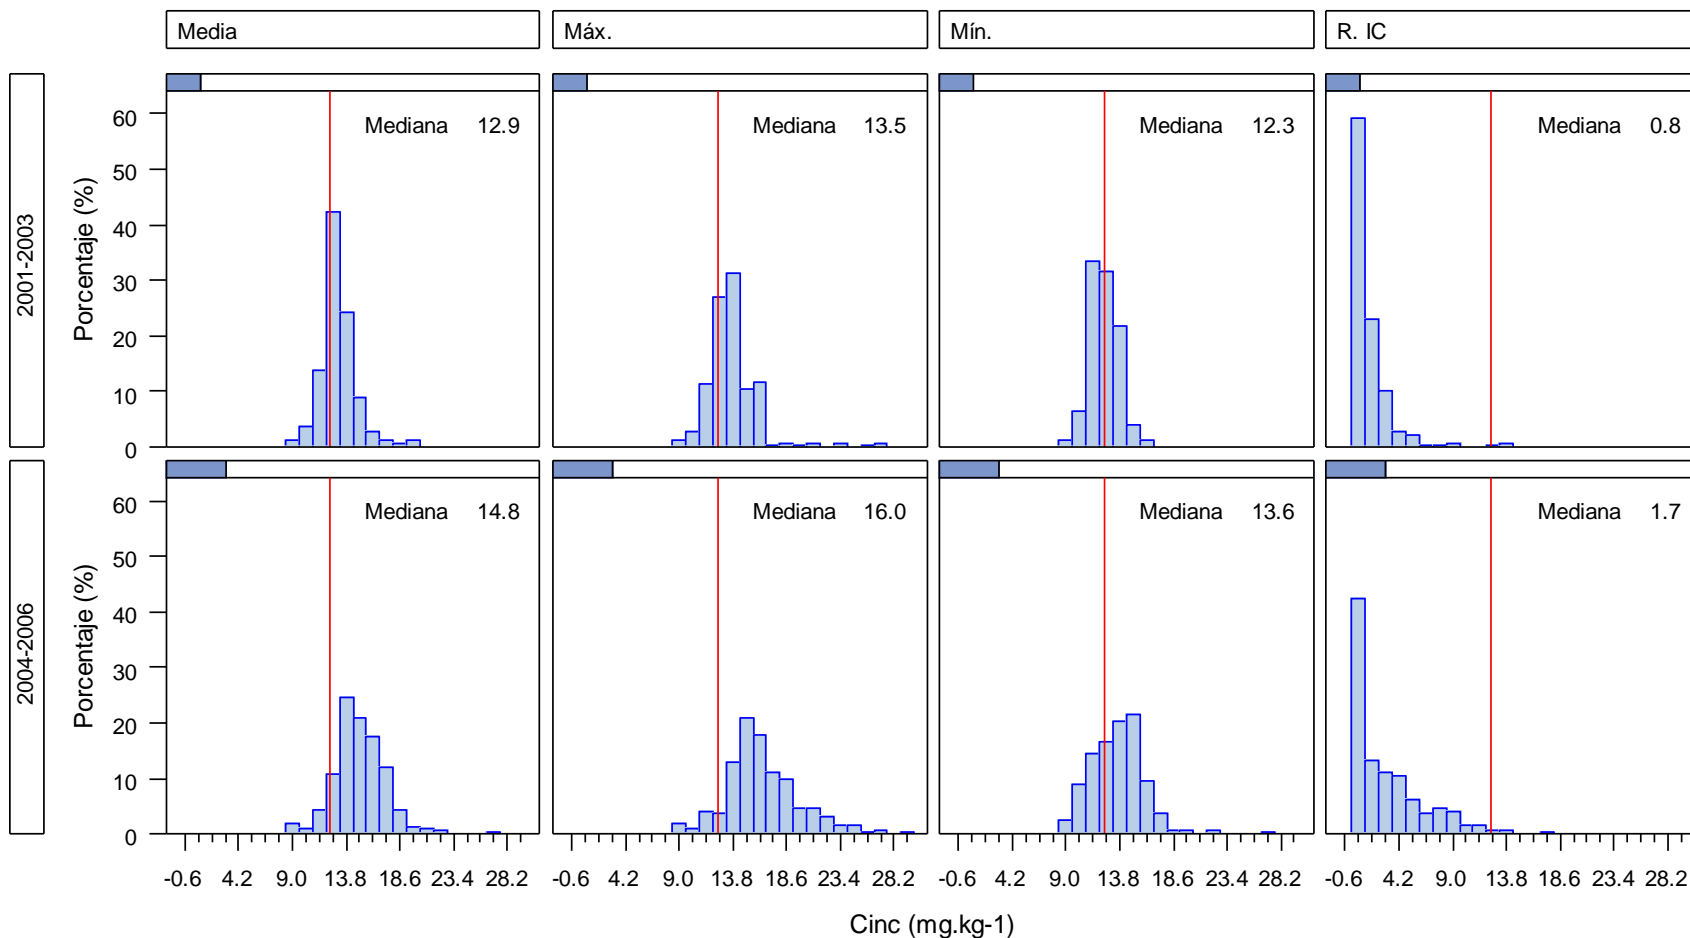 Media Máx. Mín. R. IC
2001-2003
Porcentaje (%)
60
50
40
30
20
10
0
Mediana 12.9
Mediana 13.5
Mediana 12.3
Mediana 0.8
2004-2006
Porcentaje (%)
60
50
40
30
20
10
0
Mediana 14.8
Mediana 16.0
Mediana 13.6
Mediana 1.7
-0.6 4.2 9.0 13.8 18.6 23.4 28.2
-0.6 4.2 9.0 13.8 18.6 23.4 28.2
-0.6 4.2 9.0 13.8 18.6 23.4 28.2
-0.6 4.2 9.0 13.8 18.6 23.4 28.2
Cinc (mg.kg-1)